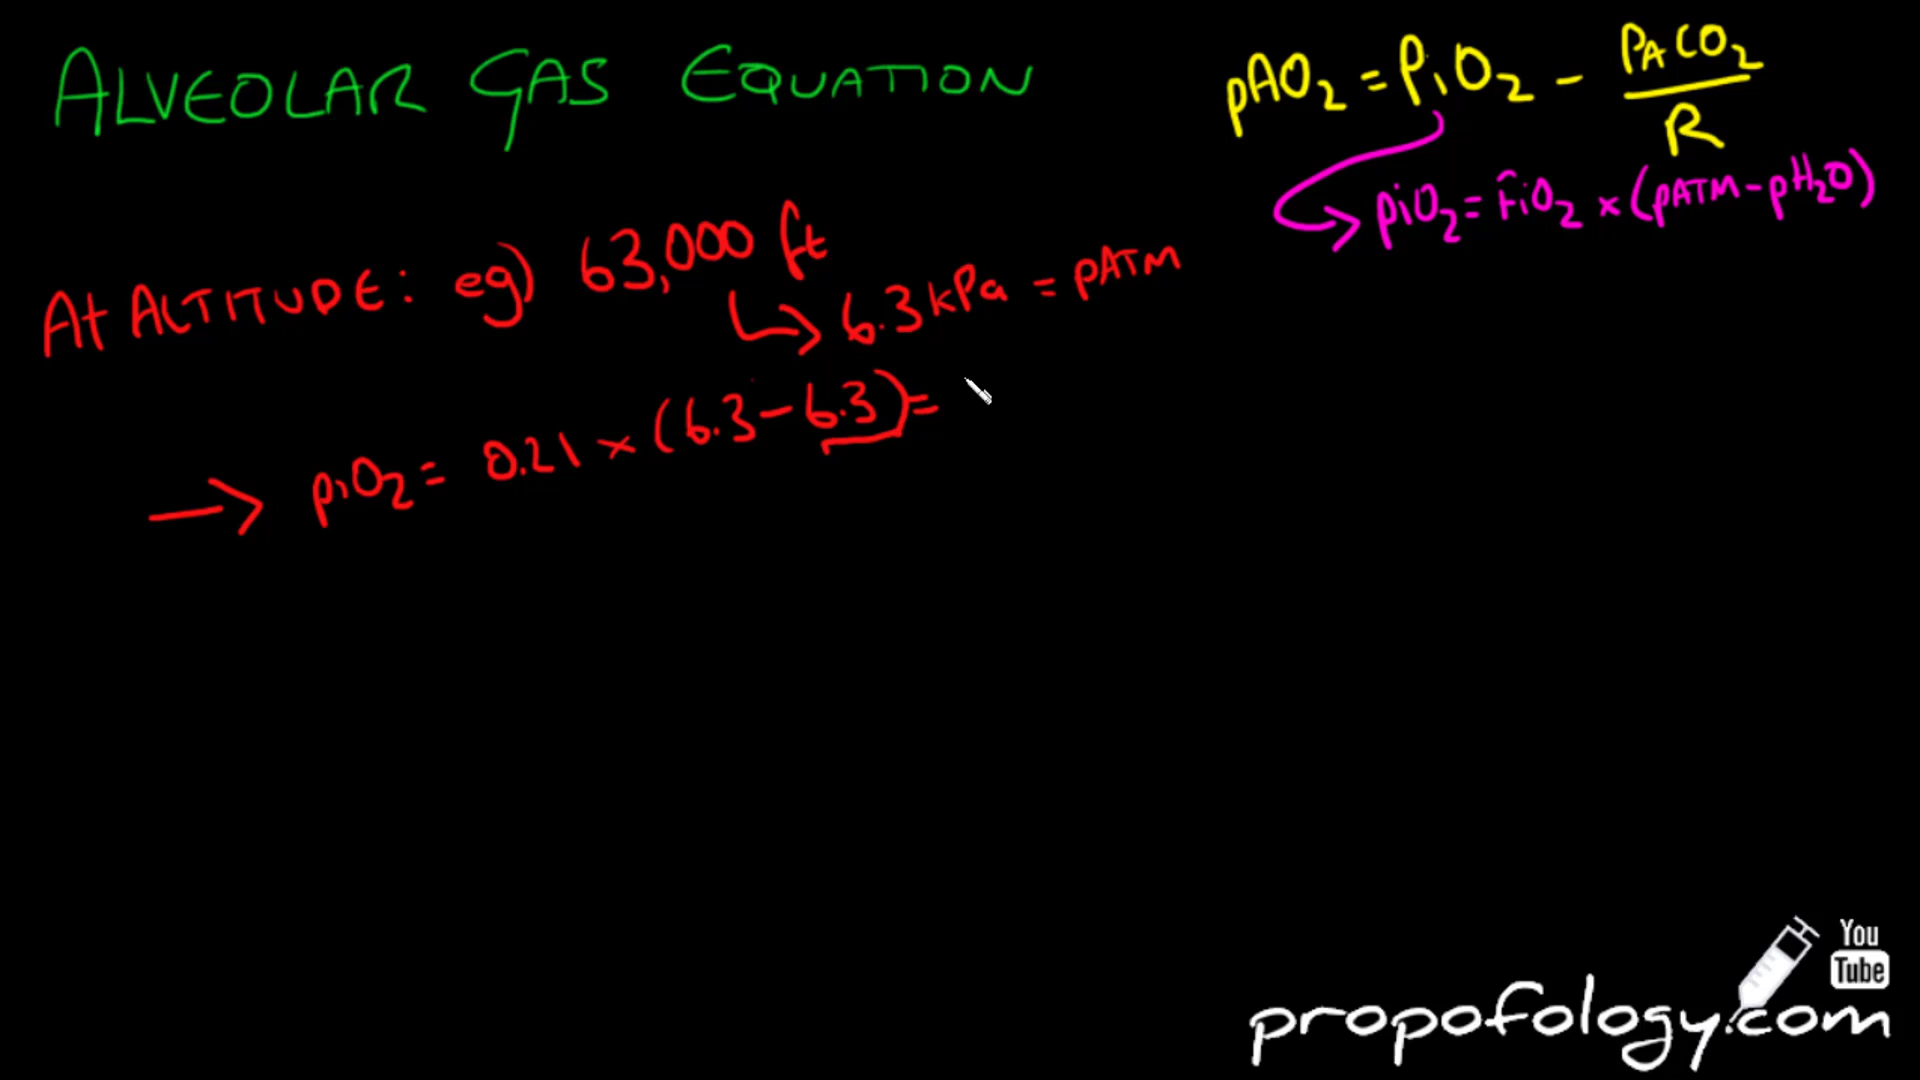 ALVEOLAR GAS EQUATION
pAO₂ = PiO₂ - PACO₂ / R
piO₂ = FiO₂ × (pATM - pH₂O)
At ALTITUDE: eg) 63,000 ft
6.3 kPa = pATM
piO₂ = 0.21 × (6.3 - 6.3) =
You
Tube
propofology.com